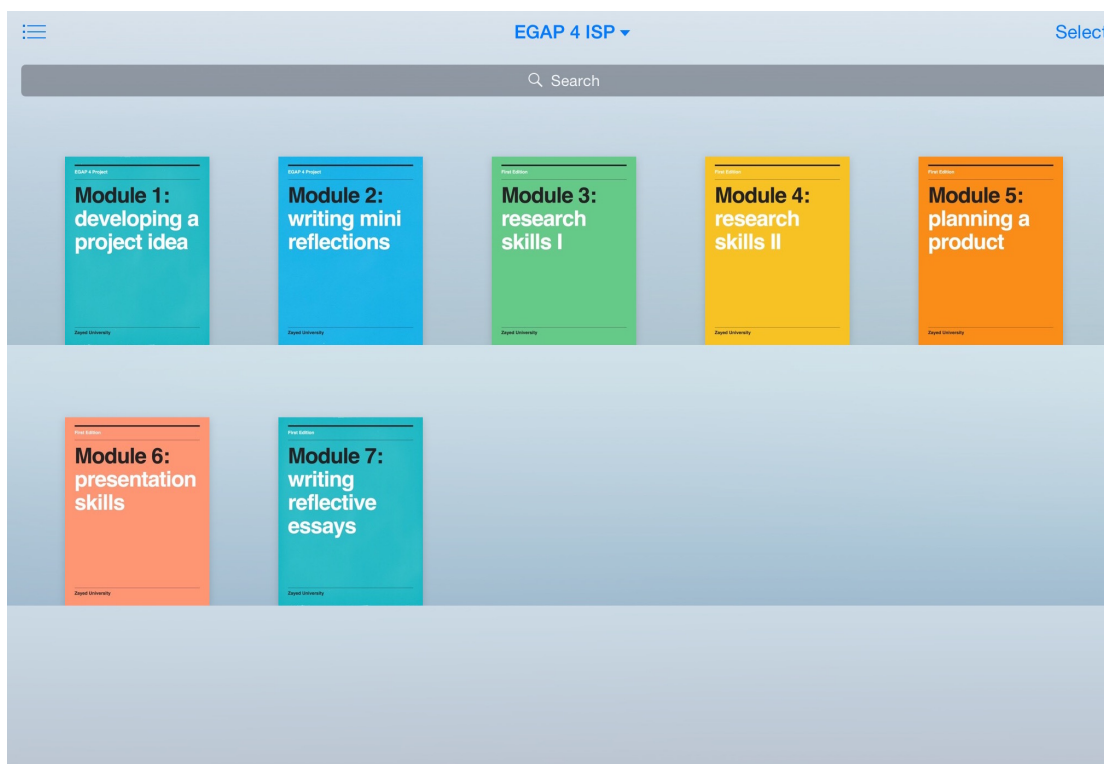 EGAP 4 ISP
Select
Search
EGAP 4 Project
Module 1:
developing a
project idea
Zayed University
EGAP 4 Project
Module 2:
writing mini
reflections
Zayed University
First Edition
Module 3:
research
skills I
Zayed University
First Edition
Module 4:
research
skills II
Zayed University
First Edition
Module 5:
planning a
product
Zayed University
First Edition
Module 6:
presentation
skills
Zayed University
First Edition
Module 7:
writing
reflective
essays
Zayed University